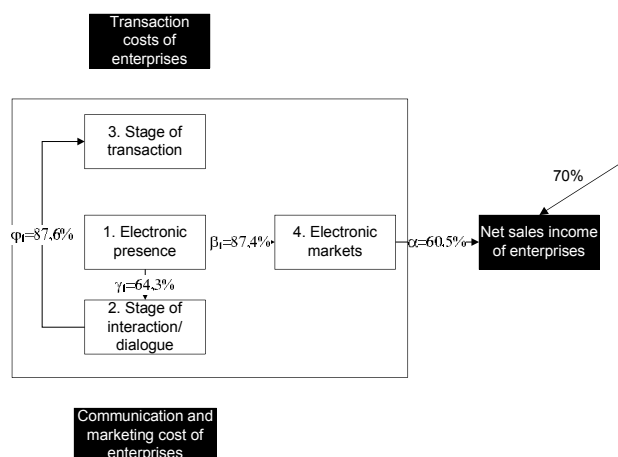 Transaction
costs of
enterprises
3. Stage of
transaction
70%
φ₁=87,6%
1. Electronic
presence
β₁=87,4%
4. Electronic
markets
α=60,5%
Net sales income
of enterprises
γ₁=64,3%
2. Stage of
interaction/
dialogue
Communication and
marketing cost of
enterprises